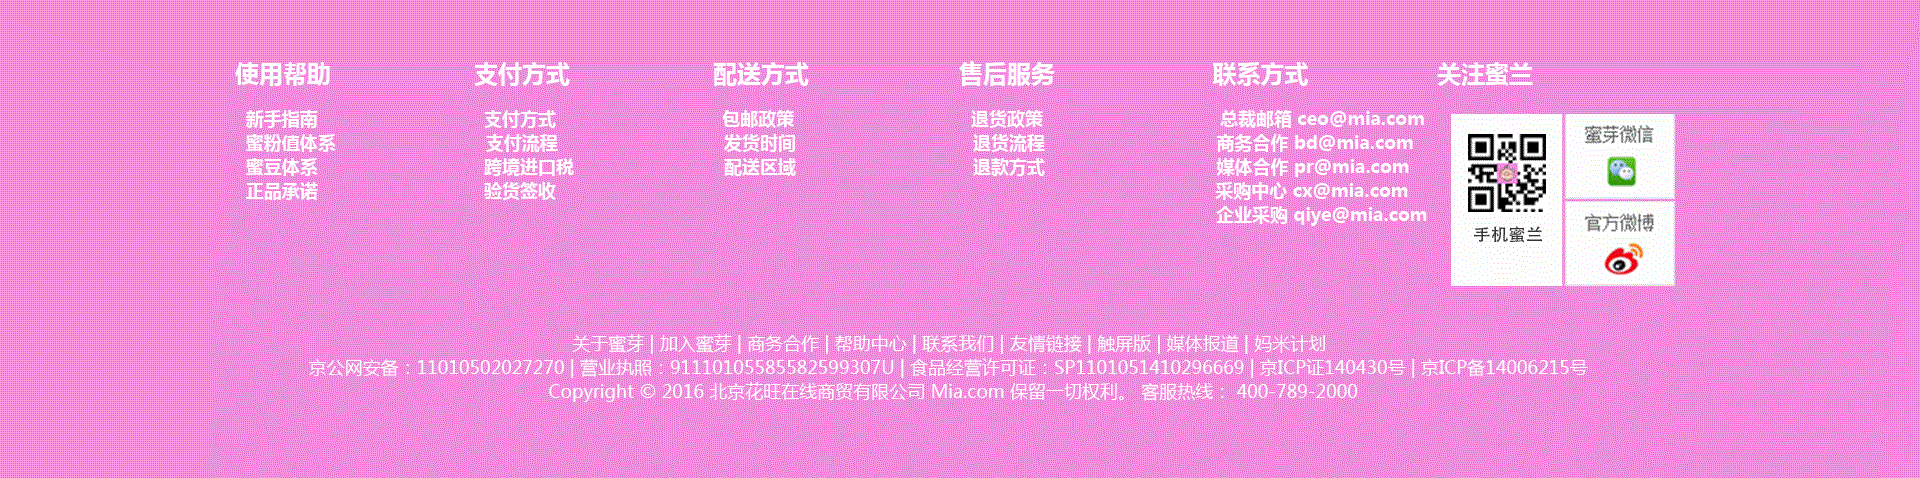 使用帮助
新手指南
蜜粉值体系
蜜豆体系
正品承诺
支付方式
支付方式
支付流程
跨境进口税
验货签收
配送方式
包邮政策
发货时间
配送区域
售后服务
退货政策
退货流程
退款方式
联系方式
总裁邮箱 ceo@mia.com
商务合作 bd@mia.com
媒体合作 pr@mia.com
采购中心 cx@mia.com
企业采购 qiye@mia.com
关注蜜兰
手机蜜兰
蜜芽微信
官方微博
关于蜜芽 | 加入蜜芽 | 商务合作 | 帮助中心 | 联系我们 | 友情链接 | 触屏版 | 媒体报道 | 妈米计划
京公网安备：11010502027270 | 营业执照：91110105585582599307U | 食品经营许可证：SP1101051410296669 | 京ICP证140430号 | 京ICP备14006215号
Copyright © 2016 北京花旺在线商贸有限公司 Mia.com 保留一切权利。 客服热线： 400-789-2000